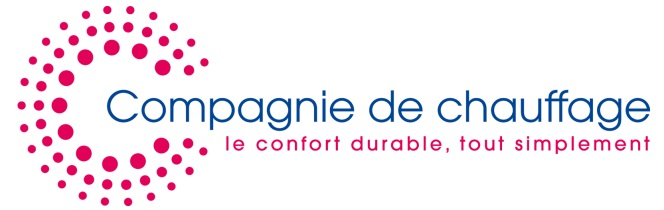 Compagnie de chauffage
le confort durable, tout simplement